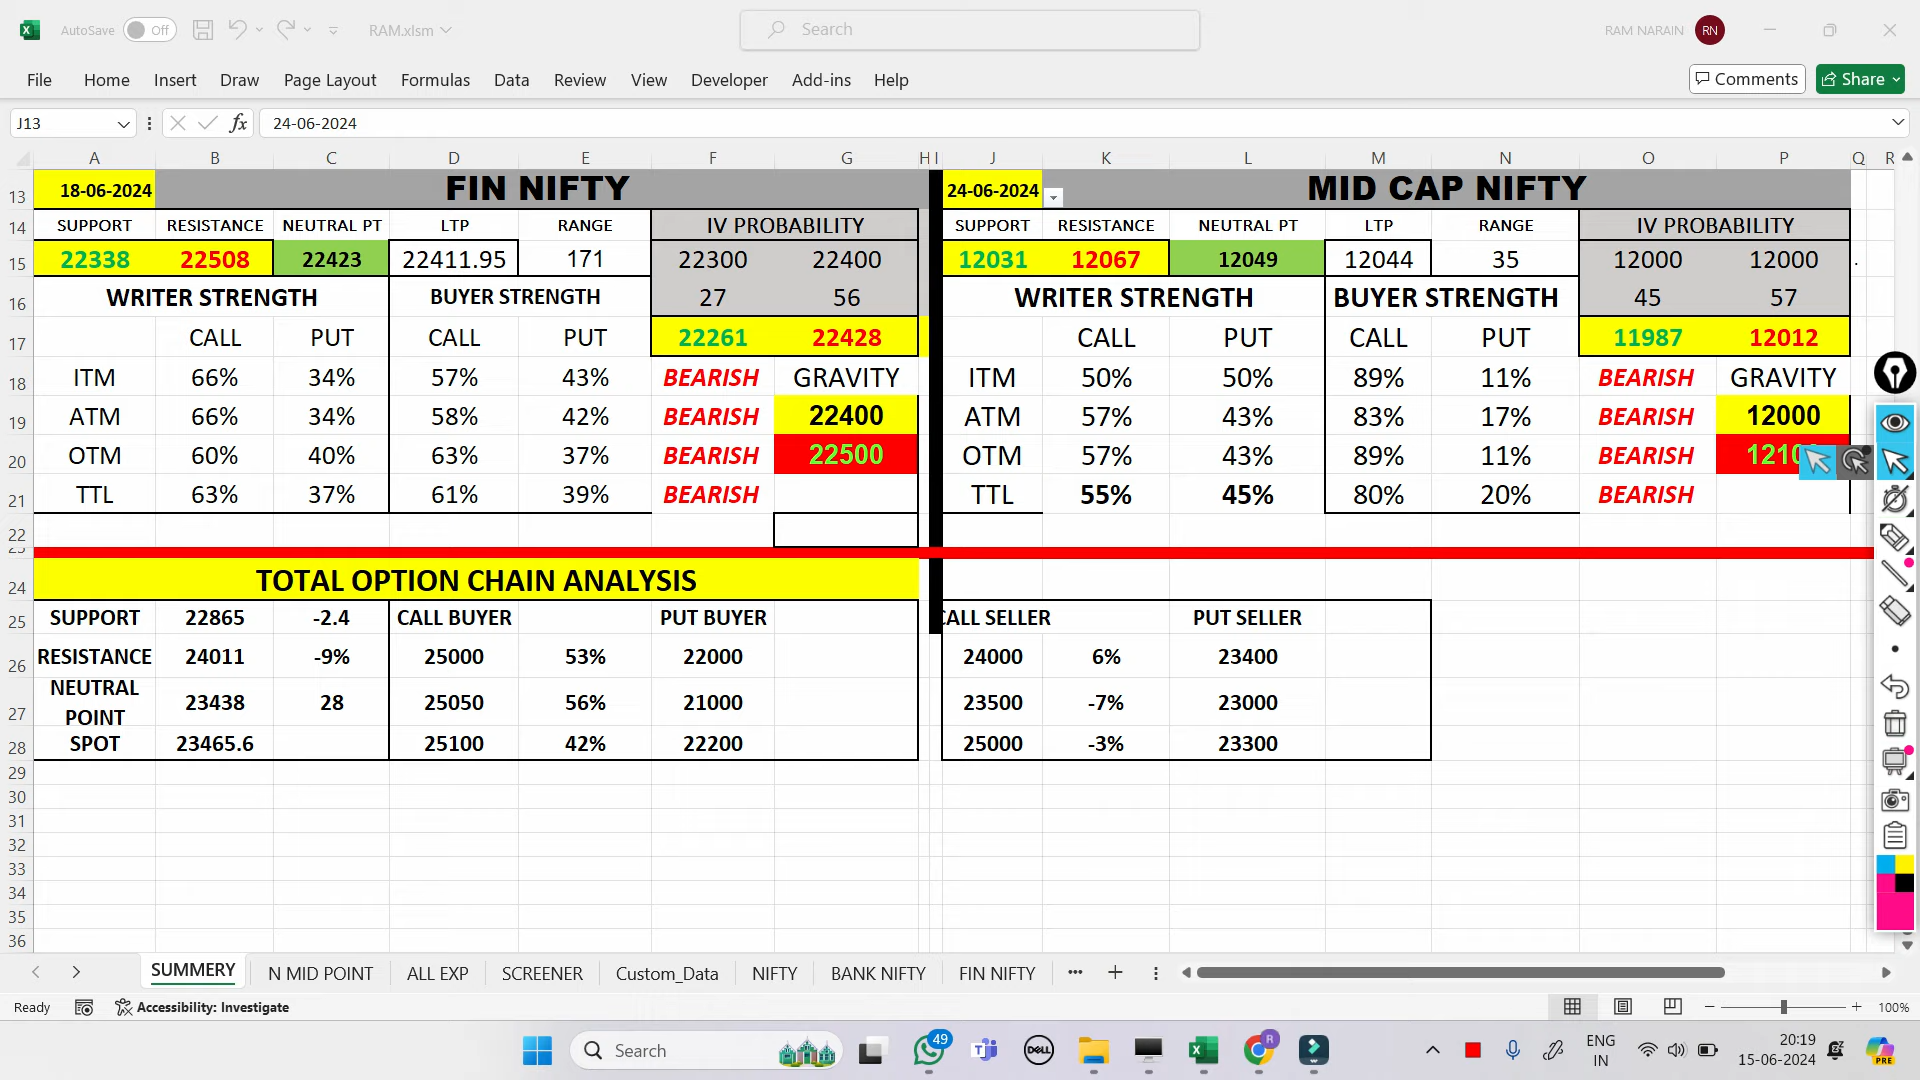 AutoSave Off RAM.xlsm Search RAM NARAIN RN
File Home Insert Draw Page Layout Formulas Data Review View Developer Add-ins Help Comments Share
J13 fx 24-06-2024
A B C D E F G H I J K L M N O P Q R
13 18-06-2024 FIN NIFTY 24-06-2024 MID CAP NIFTY
14 SUPPORT RESISTANCE NEUTRAL PT LTP RANGE IV PROBABILITY SUPPORT RESISTANCE NEUTRAL PT LTP RANGE IV PROBABILITY
15 22338 22508 22423 22411.95 171 22300 22400 12031 12067 12049 12044 35 12000 12000 .
16 WRITER STRENGTH BUYER STRENGTH 27 56 WRITER STRENGTH BUYER STRENGTH 45 57
17 CALL PUT CALL PUT 22261 22428 CALL PUT CALL PUT 11987 12012
18 ITM 66% 34% 57% 43% BEARISH GRAVITY ITM 50% 50% 89% 11% BEARISH GRAVITY
19 ATM 66% 34% 58% 42% BEARISH 22400 ATM 57% 43% 83% 17% BEARISH 12000
20 OTM 60% 40% 63% 37% BEARISH 22500 OTM 57% 43% 89% 11% BEARISH
21 TTL 63% 37% 61% 39% BEARISH TTL 55% 45% 80% 20% BEARISH
22
24 TOTAL OPTION CHAIN ANALYSIS
25 SUPPORT 22865 -2.4 CALL BUYER PUT BUYER CALL SELLER PUT SELLER
26 RESISTANCE 24011 -9% 25000 53% 22000 24000 6% 23400
27 NEUTRAL POINT 23438 28 25050 56% 21000 23500 -7% 23000
28 SPOT 23465.6 25100 42% 22200 25000 -3% 23300
29
30
31
32
33
34
35
36
SUMMERY N MID POINT ALL EXP SCREENER Custom_Data NIFTY BANK NIFTY FIN NIFTY
Ready Accessibility: Investigate 100%
Search DELL 49 R ENG IN 20:19 15-06-2024 PRE